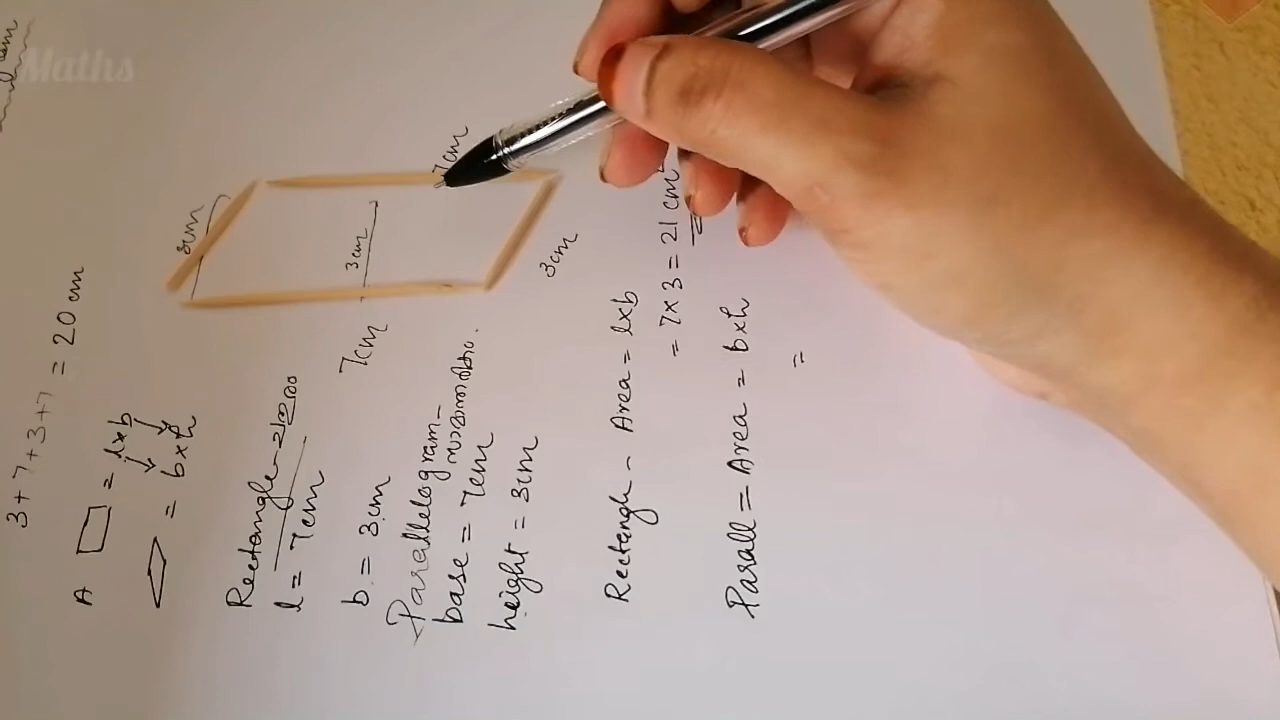 Maths
3+7+3+7 = 20 cm
A ▱ = l×b
= b×h
Rectangle-
l = 7cm
b = 3cm
Parallelogram-
base = 7cm
height = 3cm
3cm
7cm
3cm
7cm
3cm
Rectangle - Area = l×b
= 7×3 = 21 cm
Parall = Area = b×h
=